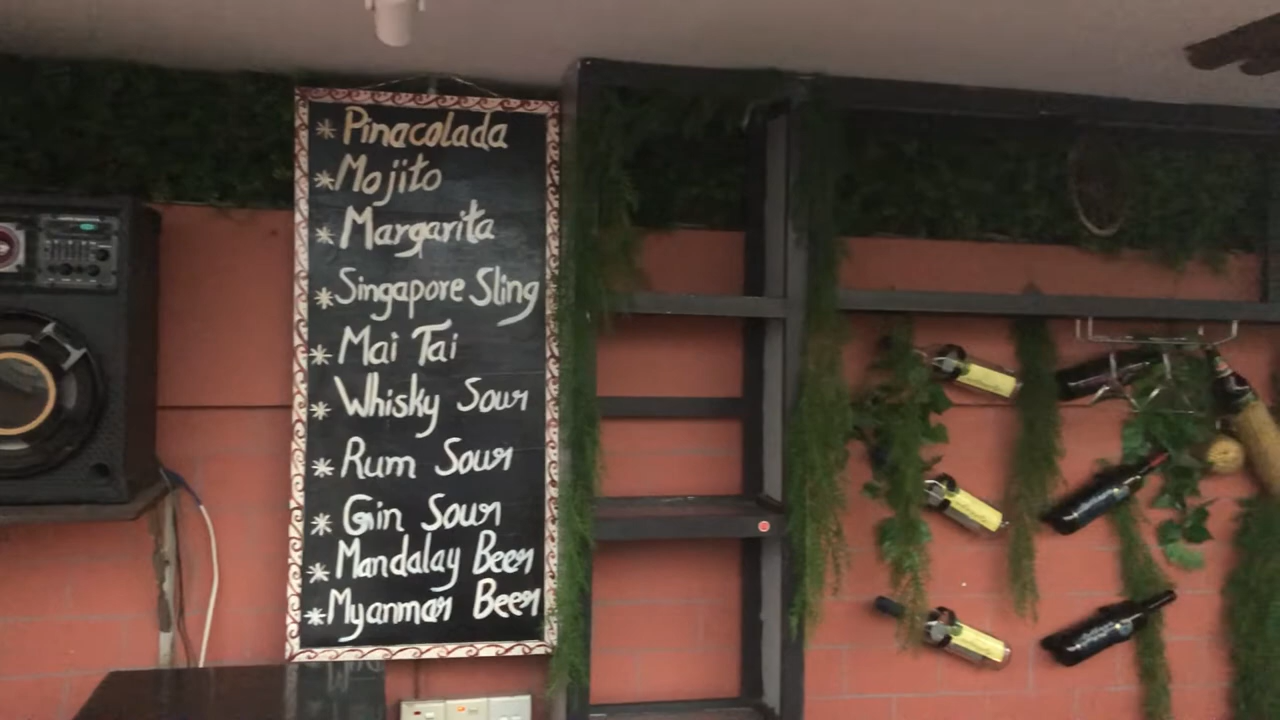 * Pinacolada
* Mojito
* Margarita
* Singapore Sling
* Mai Tai
* Whisky Sour
* Rum Sour
* Gin Sour
* Mandalay Beer
* Myanmar Beer